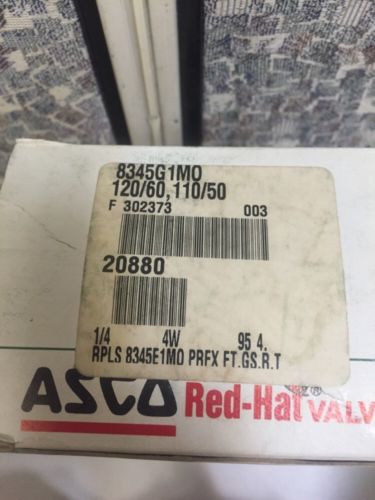 8345G1MO
120/60,110/50
F 302373 003
20880
1/4 4W 95 4.
RPLS 8345E1MO PRFX FT.GS.R.T
ASCO Red-Hat VALV